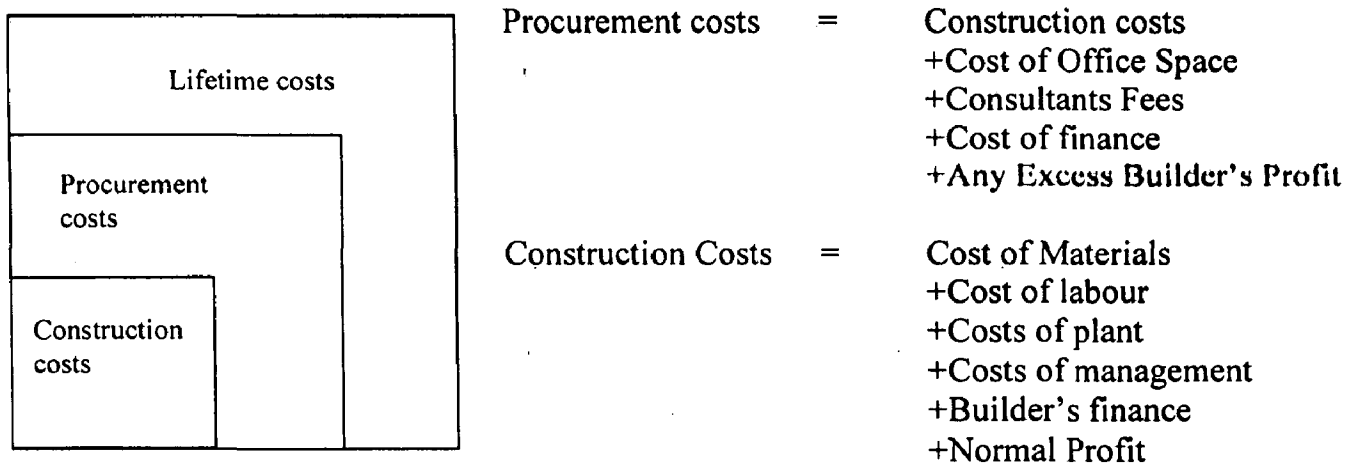 Lifetime costs
Procurement
costs
Construction
costs
Procurement costs = Construction costs
+Cost of Office Space
+Consultants Fees
+Cost of finance
+Any Excess Builder's Profit
Construction Costs = Cost of Materials
+Cost of labour
+Costs of plant
+Costs of management
+Builder's finance
+Normal Profit